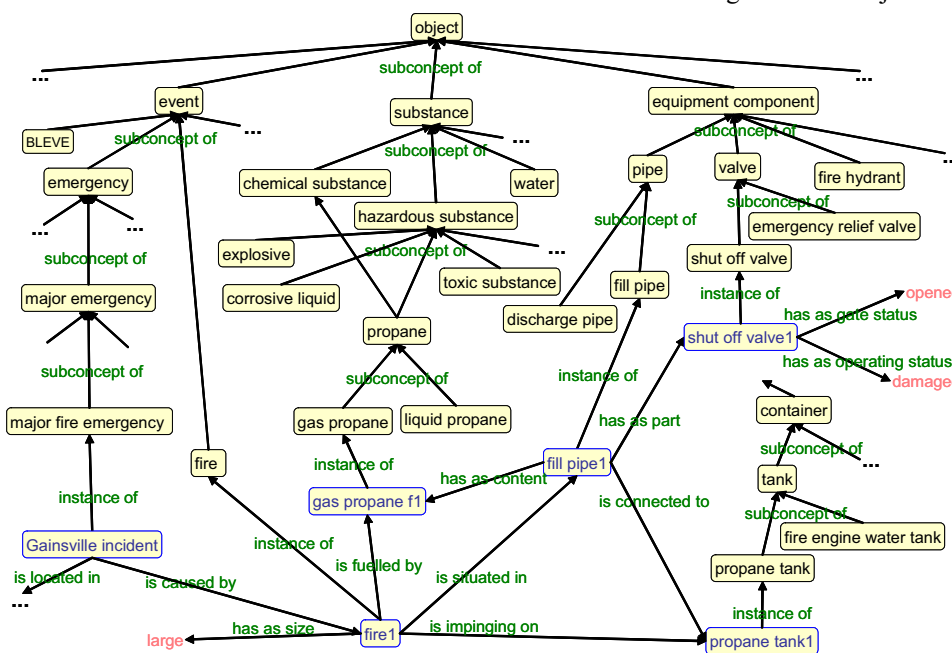 object
...
subconcept of
...
event
substance
equipment component
BLEVE
subconcept of
...
subconcept of
...
subconcept of
...
emergency
chemical substance
water
pipe
valve
fire hydrant
...
...
hazardous substance
subconcept of
subconcept of
emergency relief valve
subconcept of
explosive
subconcept of
...
shut off valve
major emergency
corrosive liquid
toxic substance
fill pipe
instance of
opene
discharge pipe
has as gate status
propane
shut off valve1
subconcept of
subconcept of
instance of
has as operating status
damage
gas propane
liquid propane
container
major fire emergency
has as part
subconcept of
fire
instance of
has as content
fill pipe1
...
tank
instance of
gas propane f1
is connected to
subconcept of
Gainsville incident
instance of
fire engine water tank
is located in
is caused by
is fuelled by
is situated in
propane tank
...
instance of
large
has as size
fire1
is impinging on
propane tank1